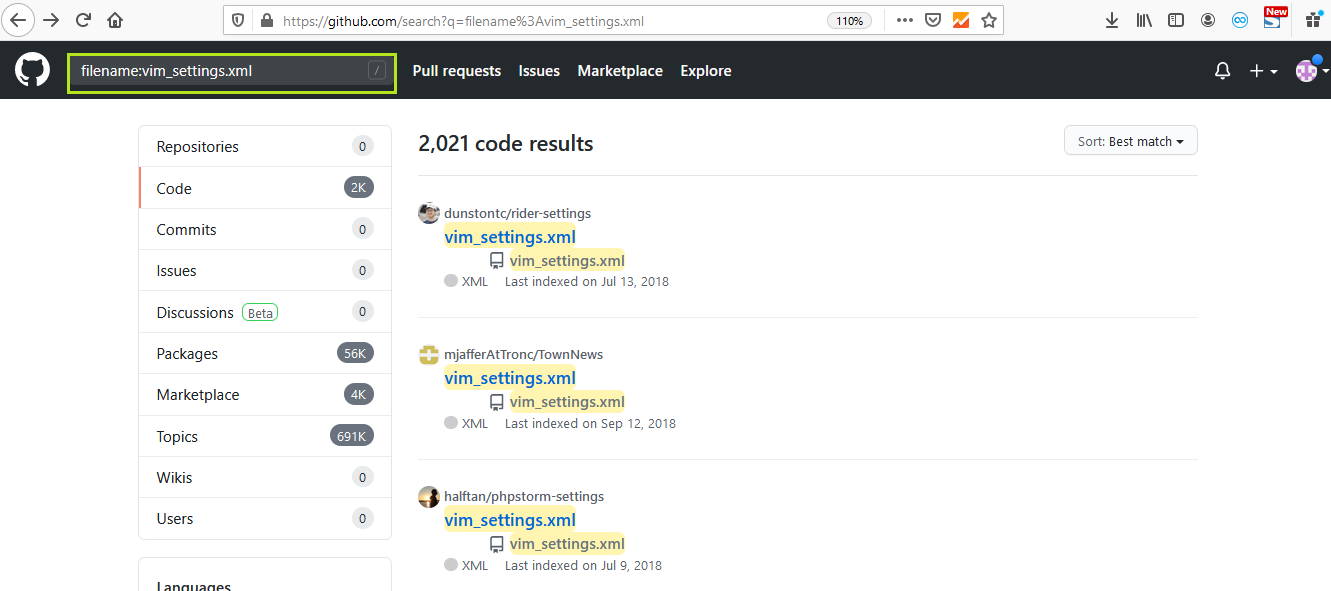 https://github.com/search?q=filename%3Avim_settings.xml 110% New
filename:vim_settings.xml / Pull requests Issues Marketplace Explore
Repositories 0
Code 2K
Commits 0
Issues 0
Discussions Beta 0
Packages 56K
Marketplace 4K
Topics 691K
Wikis 0
Users 0
Languages
2,021 code results Sort: Best match
dunstontc/rider-settings
vim_settings.xml
vim_settings.xml
XML Last indexed on Jul 13, 2018
mjafferAtTronc/TownNews
vim_settings.xml
vim_settings.xml
XML Last indexed on Sep 12, 2018
halftan/phpstorm-settings
vim_settings.xml
vim_settings.xml
XML Last indexed on Jul 9, 2018